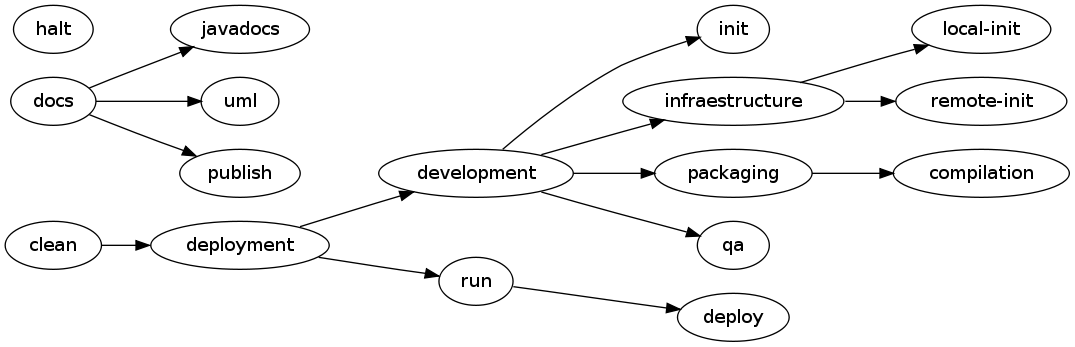 halt
javadocs
init
local-init
docs
uml
infraestructure
remote-init
publish
development
packaging
compilation
clean
deployment
qa
run
deploy